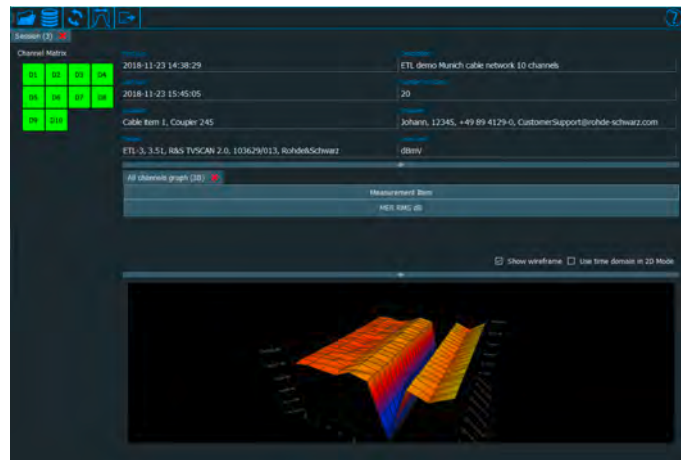 Session (3)
Channel Matrix
D1 D2 D3 D4
D5 D6 D7 D8
D9 D10
2018-11-23 14:38:29
ETL demo Munich cable network 10 channels
2018-11-23 15:45:05
20
Cable item 1, Coupler 245
Johann, 12345, +49 89 4129-0, CustomerSupport@rohde-schwarz.com
ETL-3, 3.51, R&S TVSCAN 2.0, 103629/013, Rohde&Schwarz
dBmV
All channels graph (3D)
Measurement Item
MER RMS dB
Show wireframe
Use time domain in 2D Mode